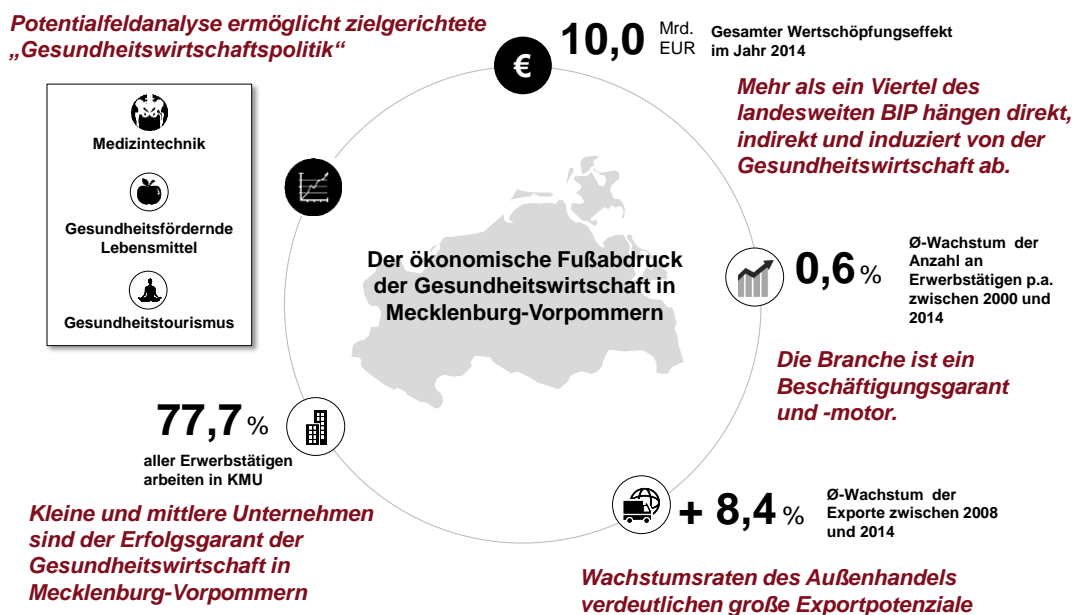 Potentialfeldanalyse ermöglicht zielgerichtete
„Gesundheitswirtschaftspolitik“
Medizintechnik
Gesundheitsfördernde
Lebensmittel
Gesundheitstourismus
€
10,0 Mrd. EUR
Gesamter Wertschöpfungseffekt
im Jahr 2014
Mehr als ein Viertel des
landesweiten BIP hängen direkt,
indirekt und induziert von der
Gesundheitswirtschaft ab.
Der ökonomische Fußabdruck
der Gesundheitswirtschaft in
Mecklenburg-Vorpommern
0,6 %
Ø-Wachstum der
Anzahl an
Erwerbstätigen p.a.
zwischen 2000 und
2014
Die Branche ist ein
Beschäftigungsgarant
und -motor.
77,7 %
aller Erwerbstätigen
arbeiten in KMU
Kleine und mittlere Unternehmen
sind der Erfolgsgarant der
Gesundheitswirtschaft in
Mecklenburg-Vorpommern
+ 8,4 %
Ø-Wachstum der
Exporte zwischen 2008
und 2014
Wachstumsraten des Außenhandels
verdeutlichen große Exportpotenziale